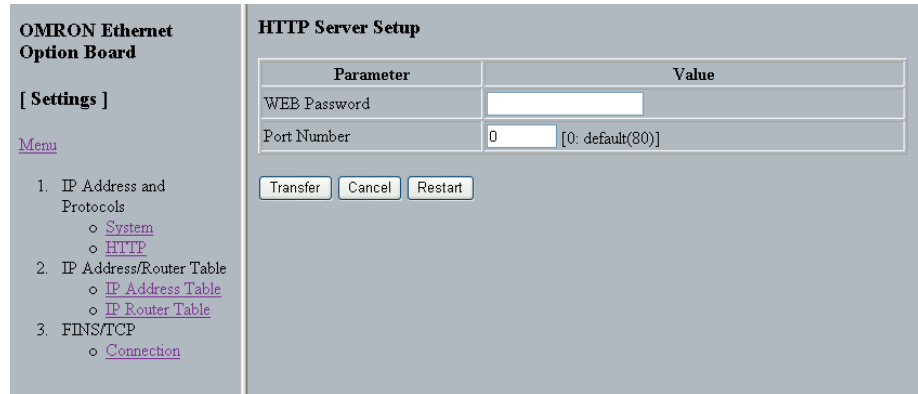 OMRON Ethernet
Option Board
[ Settings ]
Menu
1. IP Address and
Protocols
o System
o HTTP
2. IP Address/Router Table
o IP Address Table
o IP Router Table
3. FINS/TCP
o Connection
HTTP Server Setup
Parameter Value
WEB Password
Port Number 0 [0: default(80)]
Transfer Cancel Restart